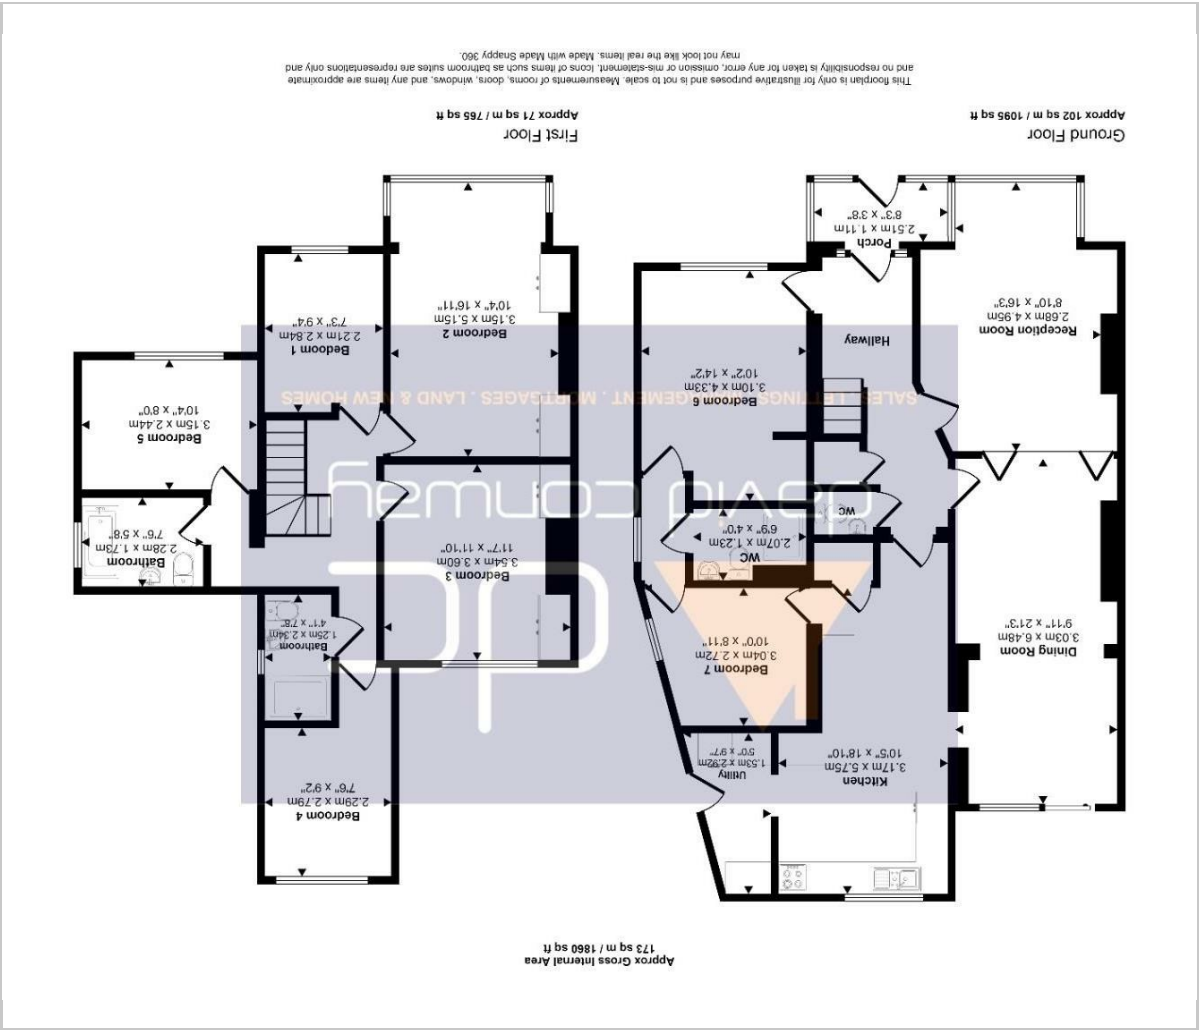 Approx Gross Internal Area
173 sq m / 1860 sq ft
Utility
1.53m x 2.92m
5'0" x 9'7"
Kitchen
3.17m x 5.75m
10'5" x 18'10"
Dining Room
3.03m x 6.48m
9'11" x 21'3"
Bedroom 7
3.04m x 2.72m
10'0" x 8'11"
WC
2.07m x 1.23m
6'9" x 4'0"
WC
Bedroom 6
3.10m x 4.33m
10'2" x 14'2"
Hallway
Reception Room
2.68m x 4.95m
8'10" x 16'3"
Porch
2.51m x 1.11m
8'3" x 3'8"
Ground Floor
Approx 102 sq m / 1095 sq ft
Bedroom 4
2.29m x 2.79m
7'6" x 9'2"
Bathroom
1.25m x 2.34m
4'1" x 7'8"
Bedroom 3
3.54m x 3.60m
11'7" x 11'10"
Bathroom
2.28m x 1.73m
7'6" x 5'8"
Bedroom 5
3.15m x 2.44m
10'4" x 8'0"
Bedoom 1
2.21m x 2.84m
7'3" x 9'4"
Bedroom 2
3.15m x 5.15m
10'4" x 16'11"
First Floor
Approx 71 sq m / 765 sq ft
dc
david conway
SALES . LETTINGS . MANAGEMENT . MORTGAGES . LAND & NEW HOMES
This floorplan is only for illustrative purposes and is not to scale. Measurements of rooms, doors, windows, and any items are approximate
and no responsibility is taken for any error, omission or mis-statement. Icons of items such as bathroom suites are representations only and
may not look like the real items. Made with Made Snappy 360.